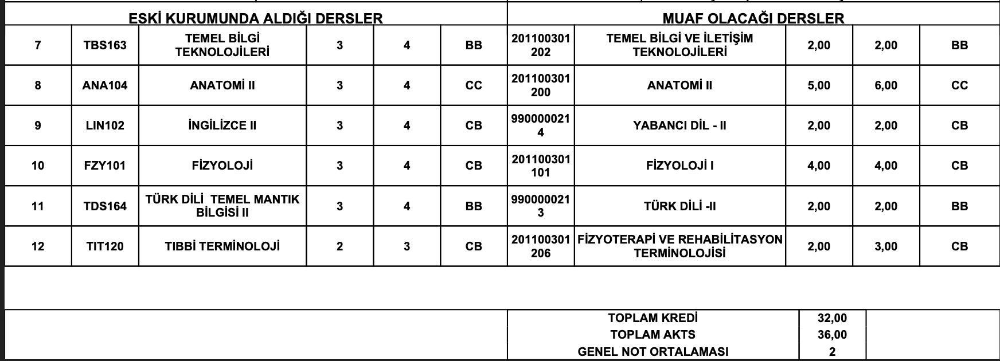 ESKİ KURUMUNDA ALDIĞI DERSLER MUAF OLACAĞI DERSLER
7 TBS163 TEMEL BİLGİ TEKNOLOJİLERİ 3 4 BB 201100301202 TEMEL BİLGİ VE İLETİŞİM TEKNOLOJİLERİ 2,00 2,00 BB
8 ANA104 ANATOMİ II 3 4 CC 201100301200 ANATOMİ II 5,00 6,00 CC
9 LIN102 İNGİLİZCE II 3 4 CB 9900000214 YABANCI DİL - II 2,00 2,00 CB
10 FZY101 FİZYOLOJİ 3 4 CB 201100301101 FİZYOLOJİ I 4,00 4,00 CB
11 TDS164 TÜRK DİLİ TEMEL MANTIK BİLGİSİ II 3 4 BB 9900000213 TÜRK DİLİ -II 2,00 2,00 BB
12 TIT120 TIBBİ TERMİNOLOJİ 2 3 CB 201100301206 FİZYOTERAPİ VE REHABİLİTASYON TERMİNOLOJİSİ 2,00 3,00 CB
TOPLAM KREDİ 32,00
TOPLAM AKTS 36,00
GENEL NOT ORTALAMASI 2